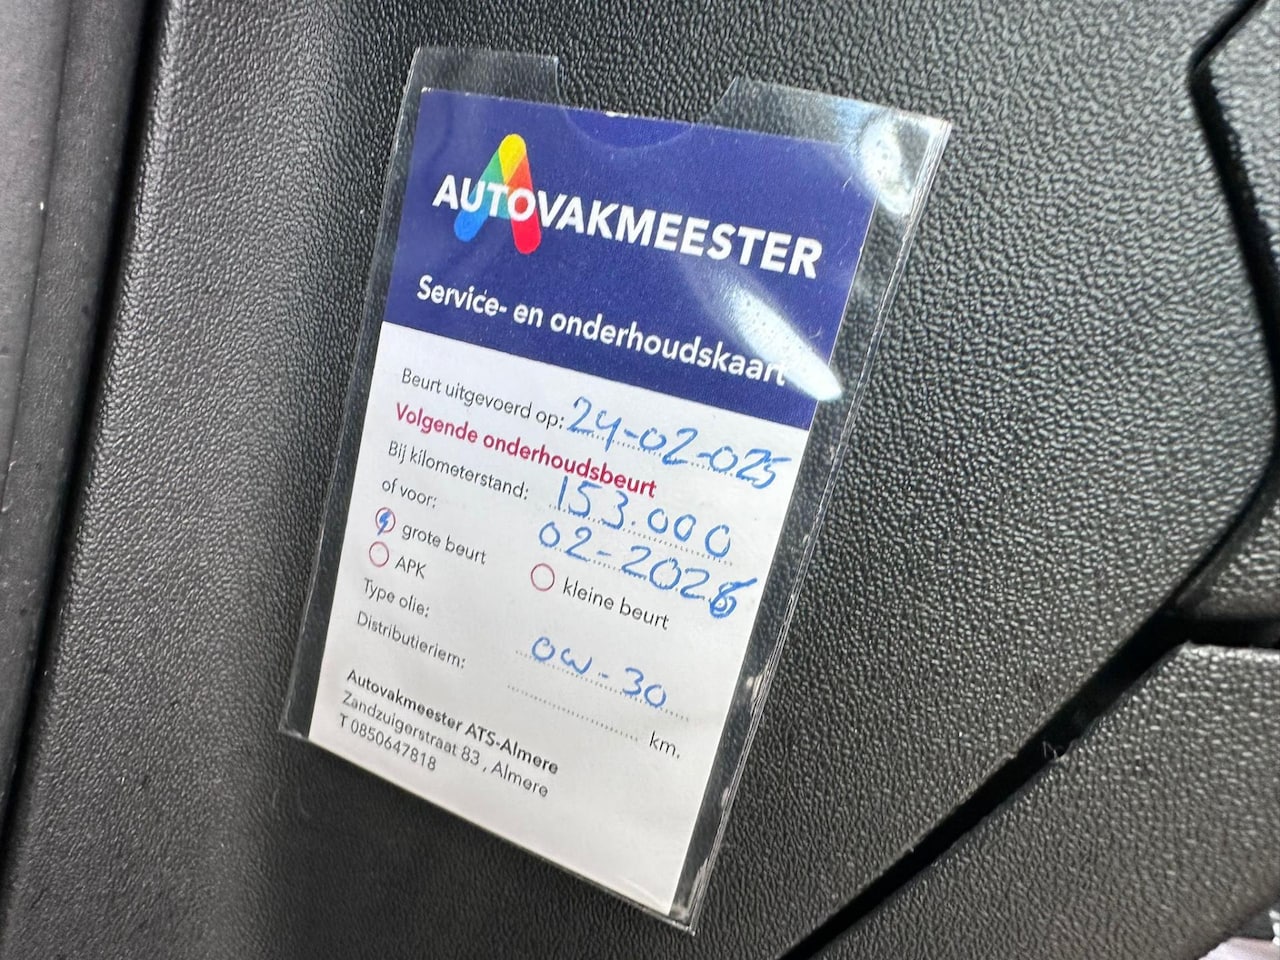 AUTOVAKMEESTER
Service- en onderhoudskaart
Beurt uitgevoerd op: 24-02-025
Volgende onderhoudsbeurt
Bij kilometerstand: 153.000
of voor: 02-2026
grote beurt
kleine beurt
APK
Type olie: 0W-30
Distributieriem: km.
Autovakmeester ATS-Almere
Zandzuigerstraat 83 , Almere
T 0850647818